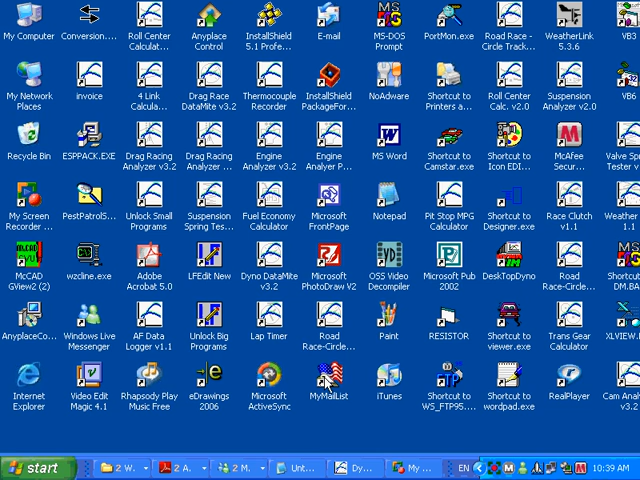 My Computer
Conversion....
Roll Center
Calculat...
Anyplace
Control
InstallShield
5.1 Profe...
E-mail
MS-DOS
Prompt
PortMon.exe
Road Race -
Circle Track...
WeatherLink
5.3.6
VB3
My Network
Places
invoice
4 Link
Calcula...
Drag Race
DataMite v3.2
Thermocouple
Recorder
InstallShield
PackageFor...
NoAdware
Shortcut to
Printers a...
Roll Center
Calc. v2.0
Suspension
Analyzer v2.0
VB6
Recycle Bin
ESPPACK.EXE
Drag Racing
Analyzer v3.2
Drag Racing
Analyzer ...
Engine
Analyzer v3.2
Engine
Analyzer P...
MS Word
Shortcut to
Camstar.exe
Shortcut to
Icon EDI...
McAfee
Secur...
Valve Sp
Tester v
My Screen
Recorder ...
PestPatrolS...
Unlock Small
Programs
Suspension
Spring Tes...
Fuel Economy
Calculator
Microsoft
FrontPage
Notepad
Pit Stop MPG
Calculator
Shortcut to
Designer.exe
Race Clutch
v1.1
Weather
1.1
McCAD
GView2 (2)
wzcline.exe
Adobe
Acrobat 5.0
LFEdit New
Dyno DataMite
v3.2
Microsoft
PhotoDraw V2
OSS Video
Decompiler
Microsoft Pub
2002
DeskTopDyno
Road
Race-Circle...
Shortcut
DM.BA
AnyplaceCo...
Windows Live
Messenger
AF Data
Logger v1.1
Unlock Big
Programs
Lap Timer
Road
Race-Circle...
Paint
RESISTOR
Shortcut to
viewer.exe
Trans Gear
Calculator
XLVIEW.
Internet
Explorer
Video Edit
Magic 4.1
Rhapsody Play
Music Free
eDrawings
2006
Microsoft
ActiveSync
MyMailList
iTunes
Shortcut to
WS_FTP95....
Shortcut to
wordpad.exe
RealPlayer
Cam Ana
v3.2
start
2 W..
2 A..
2 M..
Unt...
Dy...
My ...
EN
10:39 AM